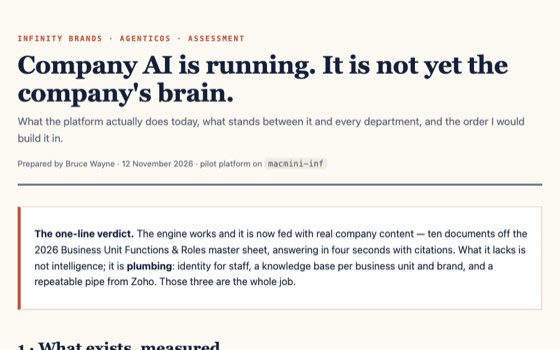 INFINITY BRANDS · AGENTICOS · ASSESSMENT
Company AI is running. It is not yet the
company's brain.
What the platform actually does today, what stands between it and every department, and the order I would
build it in.
Prepared by Bruce Wayne · 12 November 2026 · pilot platform on macmini-inf
The one-line verdict. The engine works and it is now fed with real company content — ten documents off the
2026 Business Unit Functions & Roles master sheet, answering in four seconds with citations. What it lacks is
not intelligence; it is plumbing: identity for staff, a knowledge base per business unit and brand, and a
repeatable pipe from Zoho. Those three are the whole job.
1 · What exists, measured